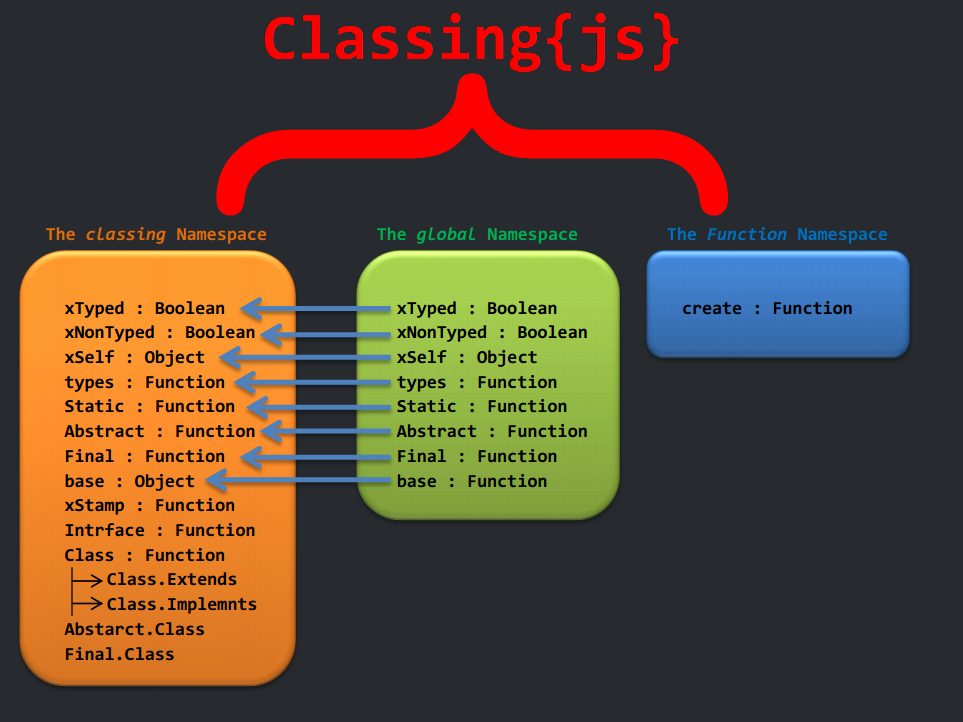 Classing{js}
The classing Namespace
xTyped : Boolean
xNonTyped : Boolean
xSelf : Object
types : Function
Static : Function
Abstract : Function
Final : Function
base : Object
xStamp : Function
Intrface : Function
Class : Function
Class.Extends
Class.Implemnts
Abstarct.Class
Final.Class
The global Namespace
xTyped : Boolean
xNonTyped : Boolean
xSelf : Object
types : Function
Static : Function
Abstract : Function
Final : Function
base : Function
The Function Namespace
create : Function